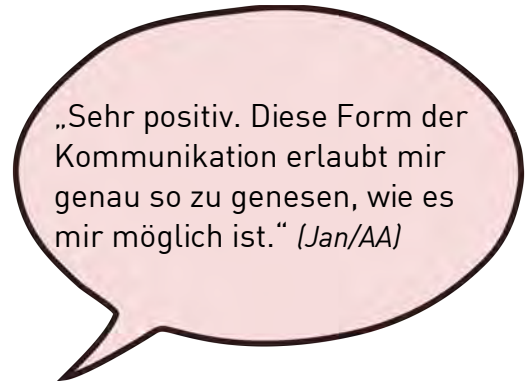 „Sehr positiv. Diese Form der
Kommunikation erlaubt mir
genau so zu genesen, wie es
mir möglich ist.“ (Jan/AA)